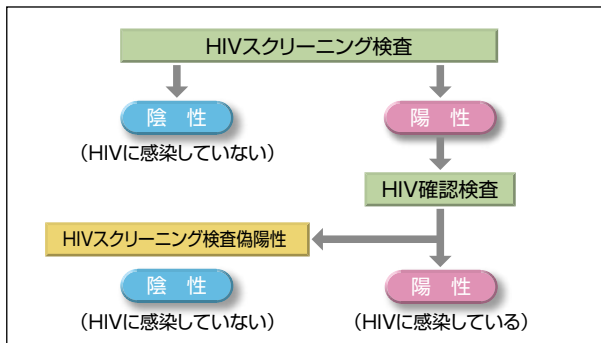 HIVスクリーニング検査
陰 性
陽 性
(HIVに感染していない)
HIV確認検査
HIVスクリーニング検査偽陽性
陰 性
陽 性
(HIVに感染していない)
(HIVに感染している)